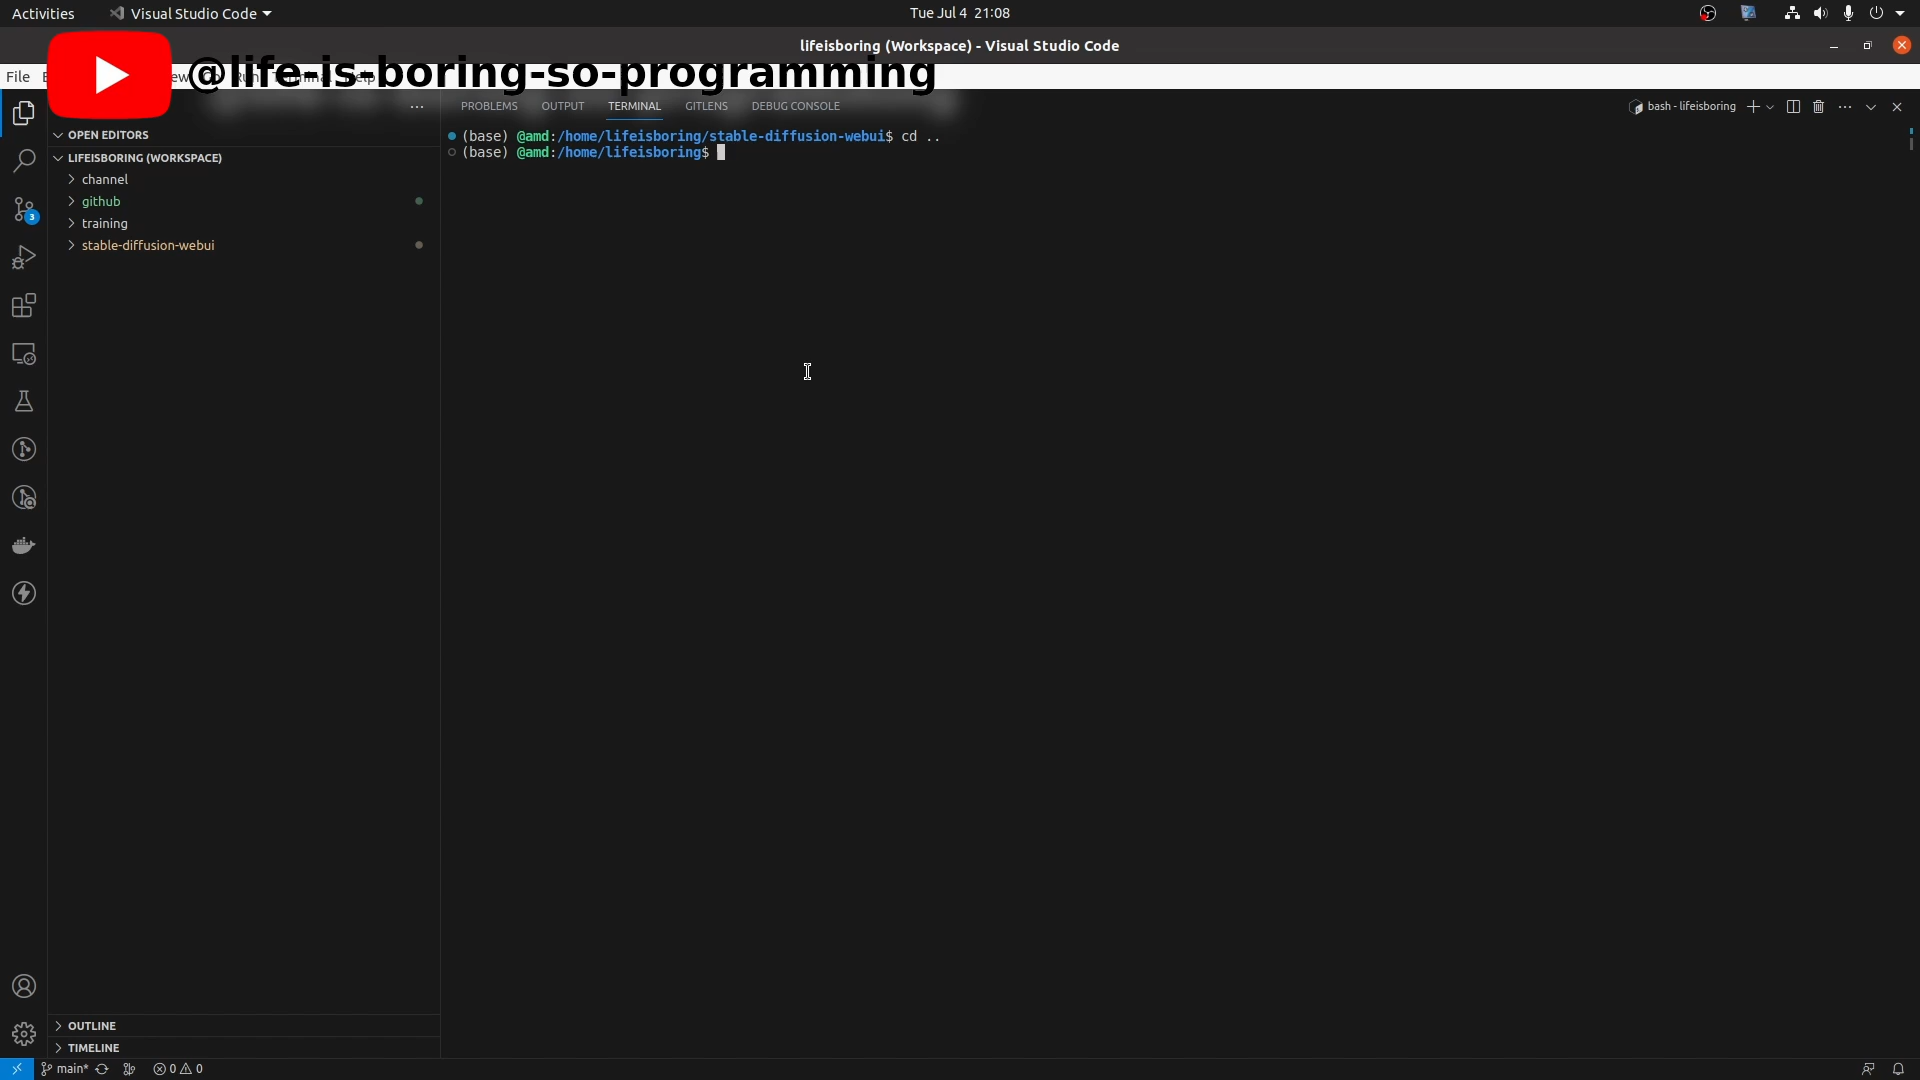 Activities
Visual Studio Code
Tue Jul 4 21:08
lifeisboring (Workspace) - Visual Studio Code
File
@life-is-boring-so-programming
PROBLEMS
OUTPUT
TERMINAL
GITLENS
DEBUG CONSOLE
bash - lifeisboring
OPEN EDITORS
LIFEISBORING (WORKSPACE)
channel
github
training
stable-diffusion-webui
(base) @amd:/home/lifeisboring/stable-diffusion-webui$ cd ..
(base) @amd:/home/lifeisboring$
3
OUTLINE
TIMELINE
main*
0
0